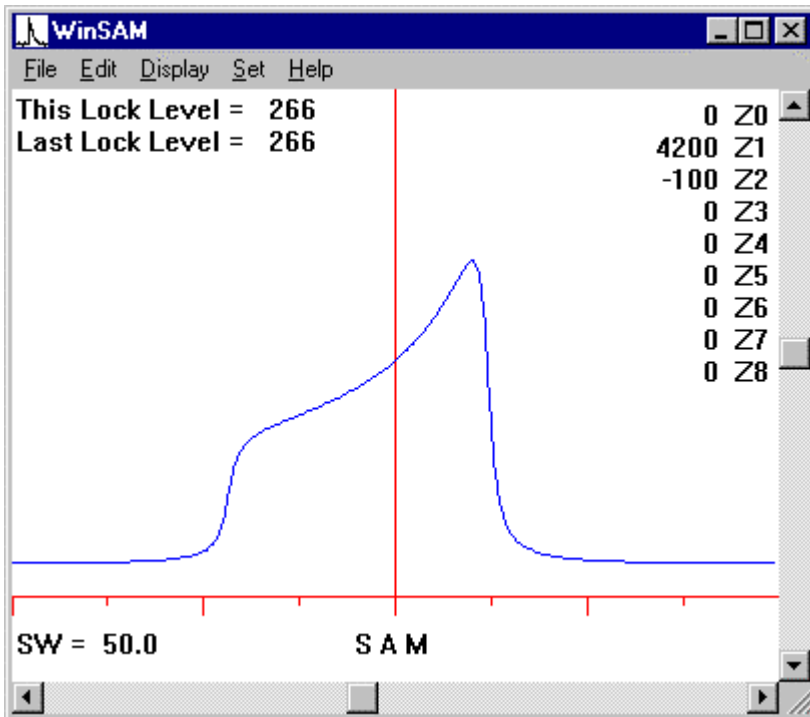 WinSAM
File Edit Display Set Help
This Lock Level = 266
Last Lock Level = 266
0 Z0
4200 Z1
-100 Z2
0 Z3
0 Z4
0 Z5
0 Z6
0 Z7
0 Z8
SW = 50.0
S A M